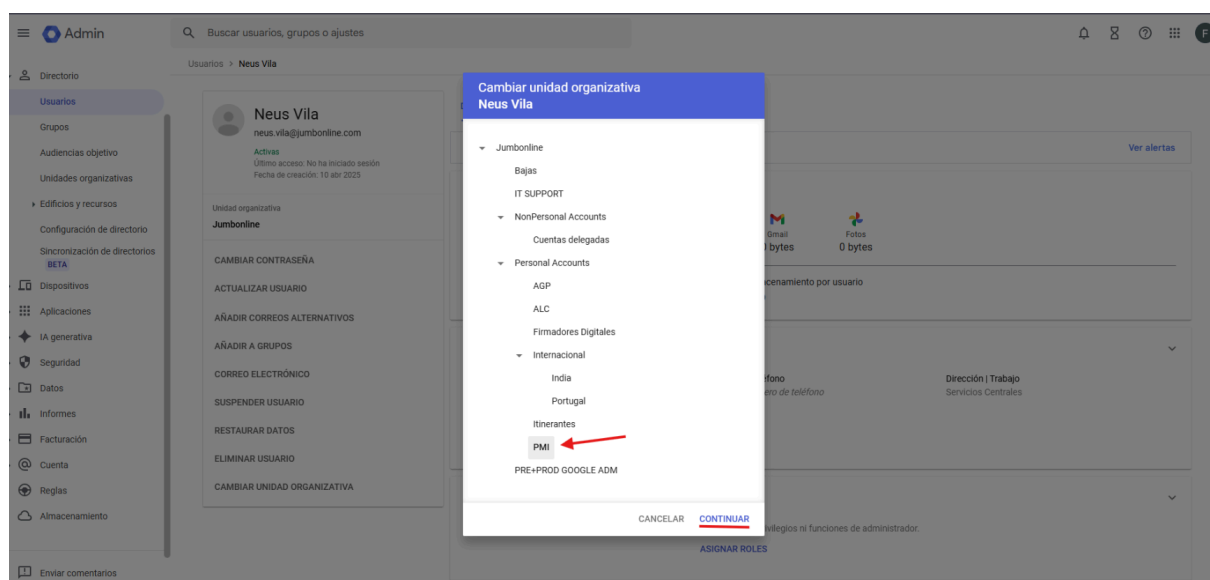 Admin
Buscar usuarios, grupos o ajustes
F
Usuarios > Neus Vila
Directorio
Usuarios
Grupos
Audiencias objetivo
Unidades organizativas
Edificios y recursos
Configuración de directorio
Sincronización de directorios
BETA
Dispositivos
Aplicaciones
IA generativa
Seguridad
Datos
Informes
Facturación
Cuenta
Reglas
Almacenamiento
Enviar comentarios
Neus Vila
neus.vila@jumbonline.com
Activas
Último acceso: No ha iniciado sesión
Fecha de creación: 10 abr 2025
Unidad organizativa
Jumbonline
CAMBIAR CONTRASEÑA
ACTUALIZAR USUARIO
AÑADIR CORREOS ALTERNATIVOS
AÑADIR A GRUPOS
CORREO ELECTRÓNICO
SUSPENDER USUARIO
RESTAURAR DATOS
ELIMINAR USUARIO
CAMBIAR UNIDAD ORGANIZATIVA
Cambiar unidad organizativa
Neus Vila
Jumbonline
Bajas
IT SUPPORT
NonPersonal Accounts
Cuentas delegadas
Personal Accounts
AGP
ALC
Firmadores Digitales
Internacional
India
Portugal
Itinerantes
PMI
PRE+PROD GOOGLE ADM
CANCELAR CONTINUAR
Ver alertas
Gmail Fotos
0 bytes 0 bytes
por usuario
Dirección | Trabajo
de teléfono Servicios Centrales
ni funciones de administrador.
ASIGNAR ROLES